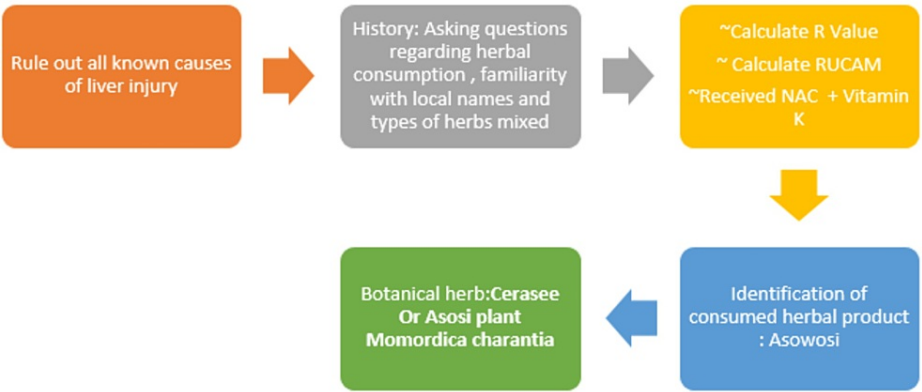 Rule out all known causes
of liver injury
History: Asking questions
regarding herbal
consumption , familiarity
with local names and
types of herbs mixed
~Calculate R Value
~ Calculate RUCAM
~Received NAC + Vitamin
K
Identification of
consumed herbal product
: Asowosi
Botanical herb:Cerasee
Or Asosi plant
Momordica charantia